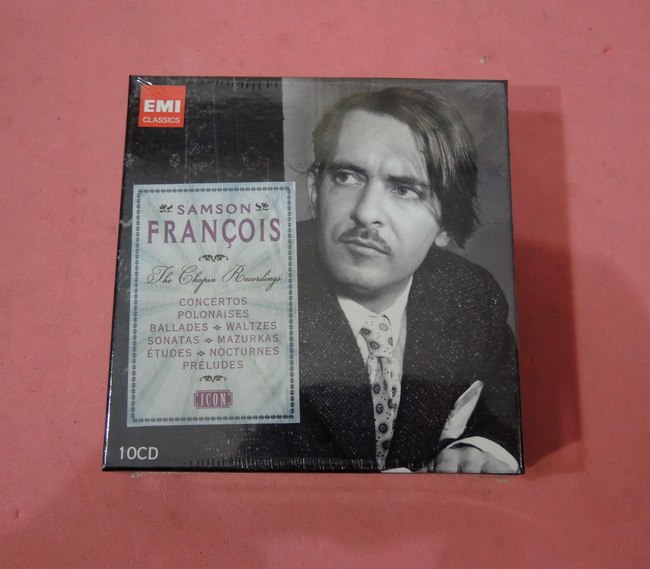 EMI
CLASSICS
SAMSON
FRANÇOIS
The Chopin Recordings
CONCERTOS
POLONAISES
BALLADES WALTZES
SONATAS MAZURKAS
ÉTUDES NOCTURNES
PRÉLUDES
ICON
10CD